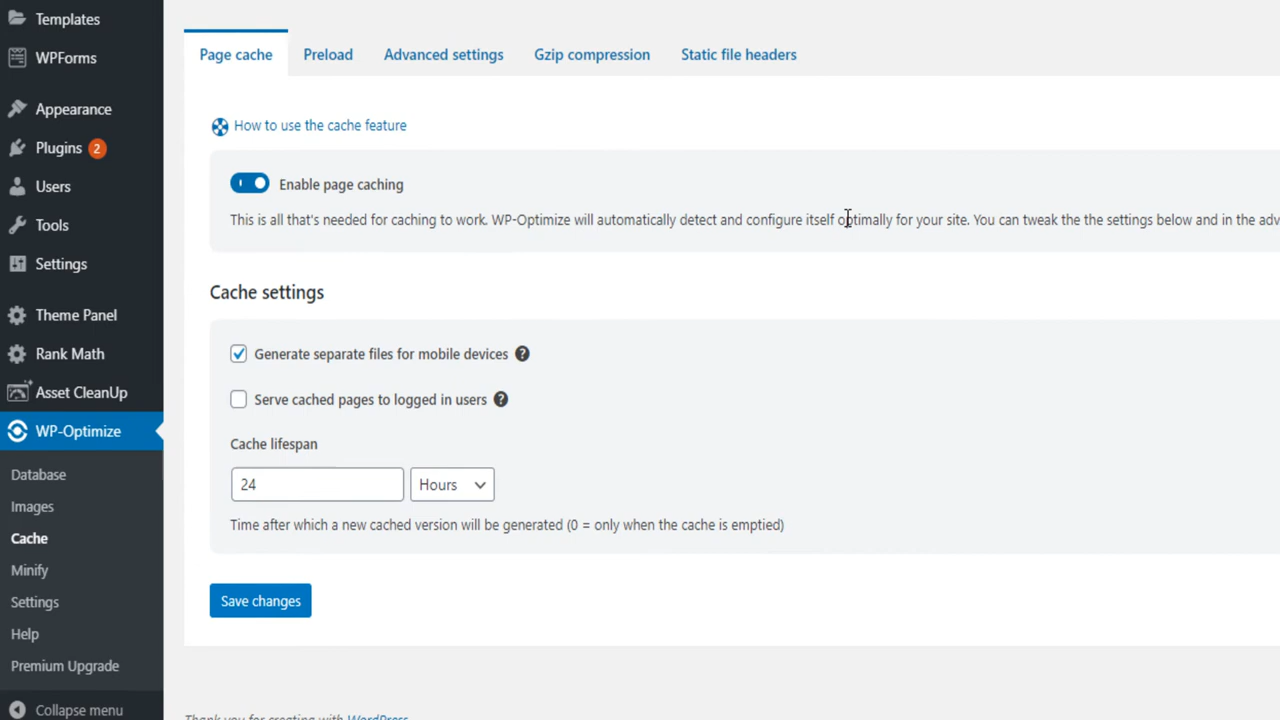 Templates
WPForms
Appearance
Plugins 2
Users
Tools
Settings
Theme Panel
Rank Math
Asset CleanUp
WP-Optimize
Database
Images
Cache
Minify
Settings
Help
Premium Upgrade
Collapse menu
Page cache Preload Advanced settings Gzip compression Static file headers
How to use the cache feature
Enable page caching
This is all that's needed for caching to work. WP-Optimize will automatically detect and configure itself optimally for your site. You can tweak the the settings below and in the adv
Cache settings
Generate separate files for mobile devices ?
Serve cached pages to logged in users ?
Cache lifespan
24 Hours
Time after which a new cached version will be generated (0 = only when the cache is emptied)
Save changes
Thank you for creating with WordPress